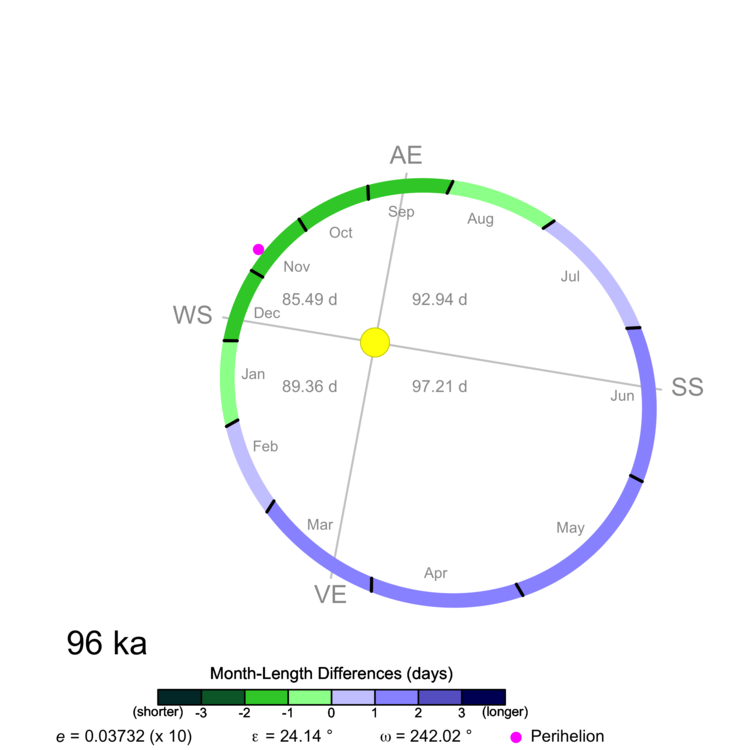 AE
Sep
Aug
Oct
Jul
Nov
85.49 d
92.94 d
WS
Dec
Jan
89.36 d
97.21 d
SS
Jun
Feb
Mar
May
Apr
VE
96 ka
Month-Length Differences (days)
(shorter) -3 -2 -1 0 1 2 3 (longer)
e = 0.03732 (x 10) ε = 24.14 ° ω = 242.02 ° Perihelion